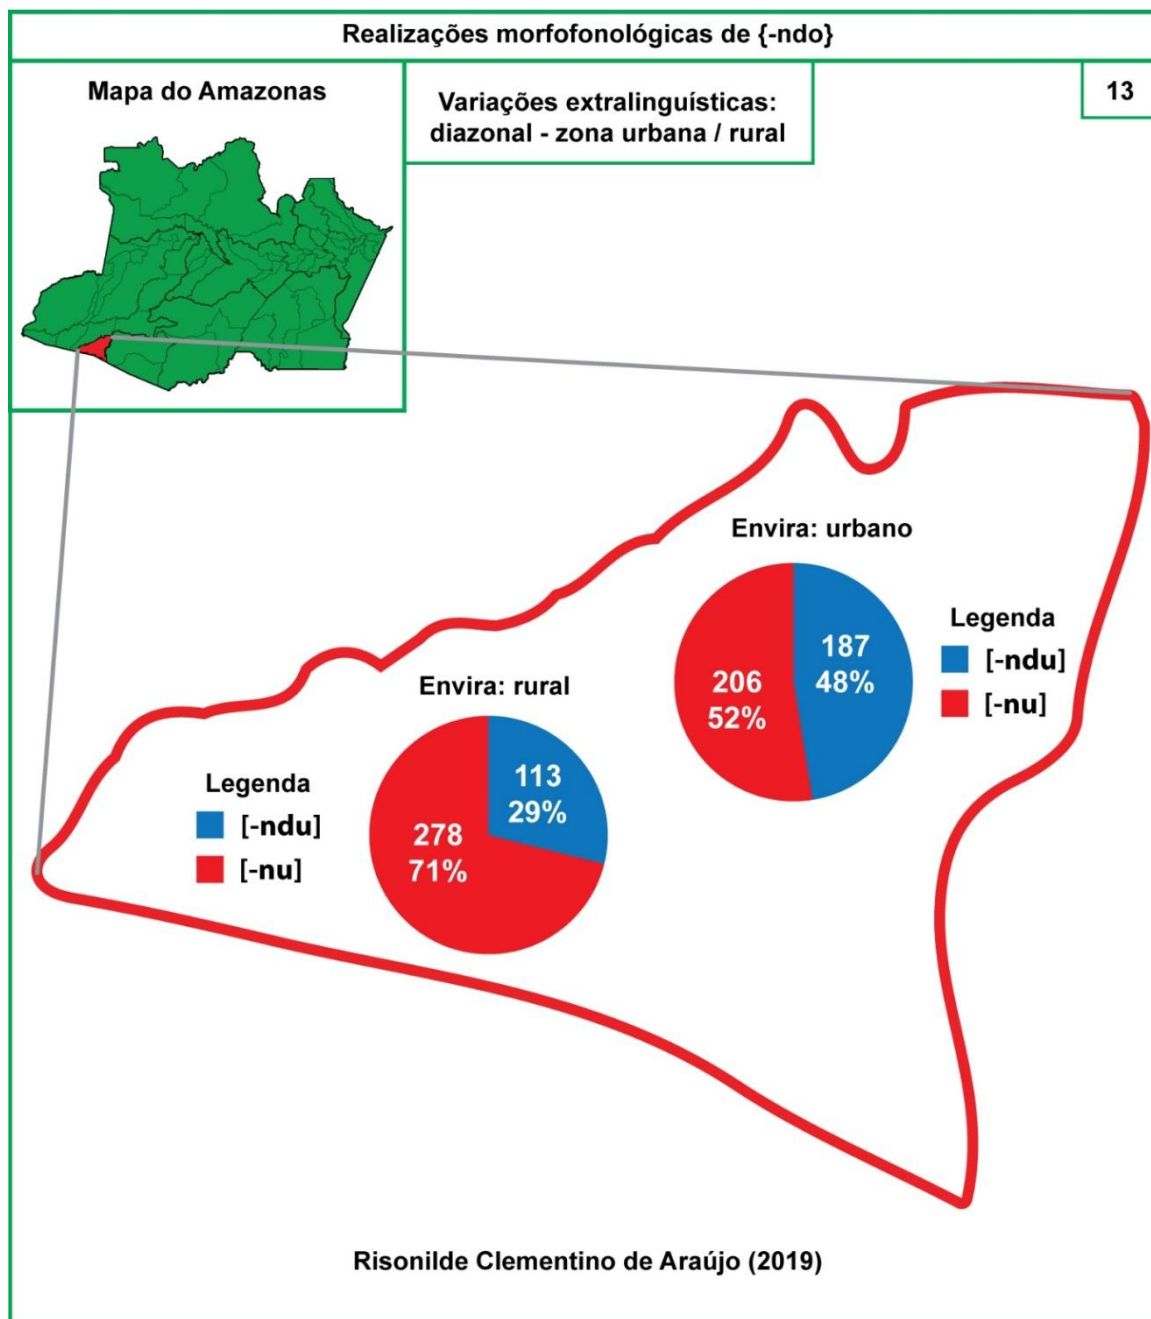 Realizações morfofonológicas de {-ndo}
Mapa do Amazonas
Variações extralinguísticas:
diazonal - zona urbana / rural
13
Envira: urbano
187
48%
206
52%
Legenda
[-ndu]
[-nu]
Envira: rural
113
29%
278
71%
Legenda
[-ndu]
[-nu]
Risonilde Clementino de Araújo (2019)